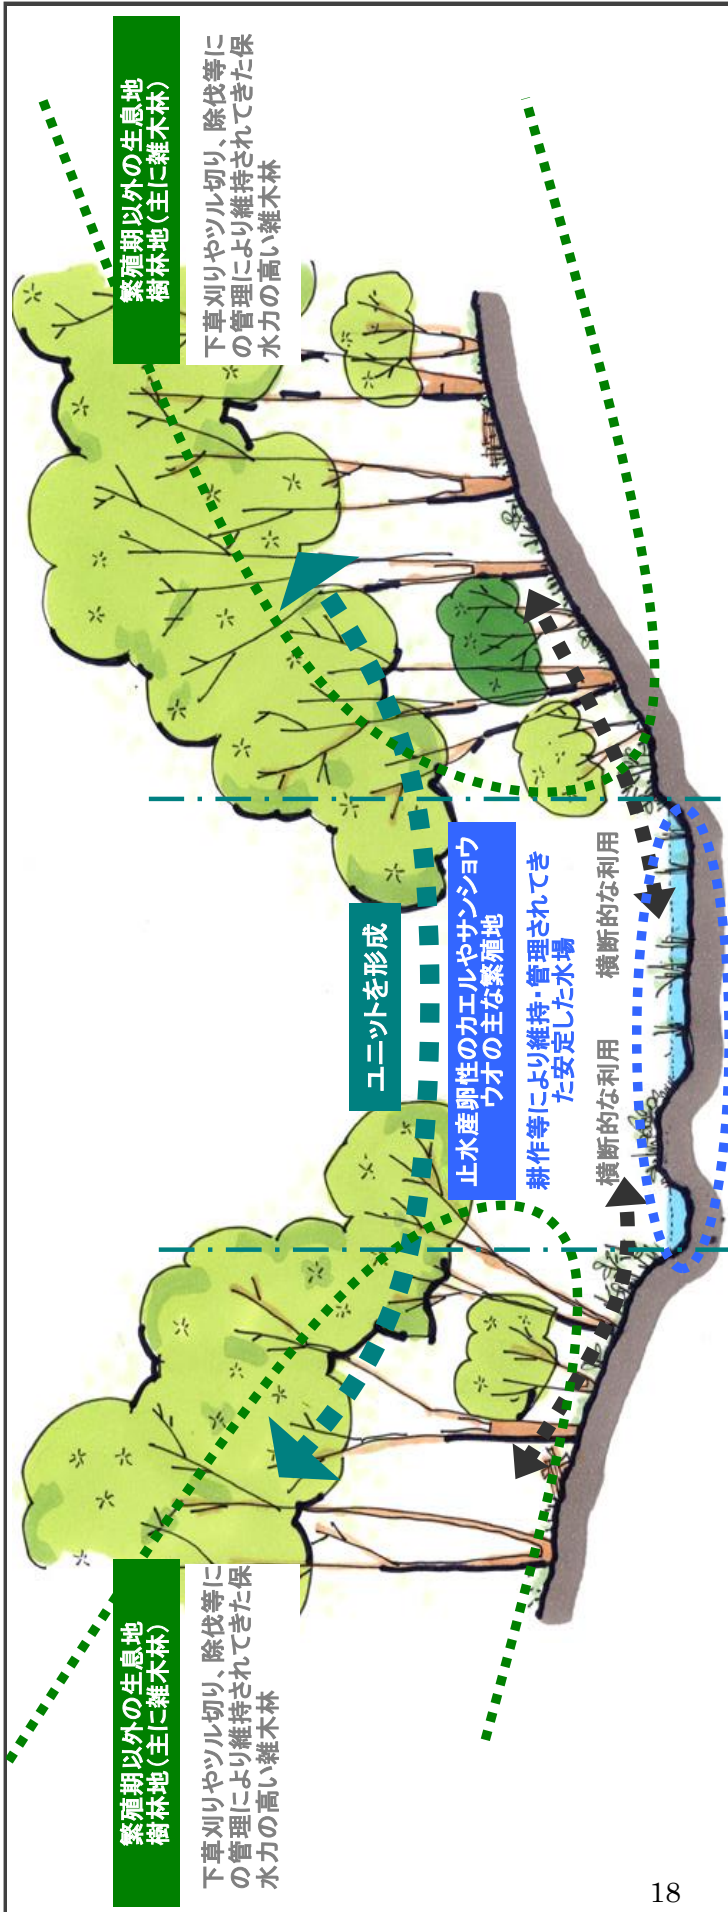 繁殖期以外の生息地
樹林地(主に雑木林)
下草刈りやツル切り、除伐等に
の管理により維持されてきた保
水力の高い雑木林
ユニットを形成
止水産卵性のカエルやサンショウ
ウオの主な繁殖地
耕作等により維持・管理されてき
た安定した水場
横断的な利用
横断的な利用
繁殖期以外の生息地
樹林地(主に雑木林)
下草刈りやツル切り、除伐等に
の管理により維持されてきた保
水力の高い雑木林
18